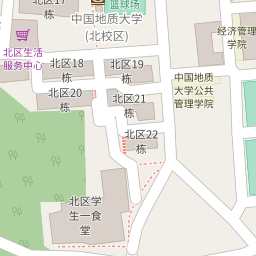 北区17
栋
篮球场
中国地质大学
(北校区)
经济管理
学院
北区生活
服务中心
北区18
栋
北区19
栋
中国地质
大学公共
管理学院
北区20
栋
北区21
栋
北区22
栋
北区学
生一食
堂